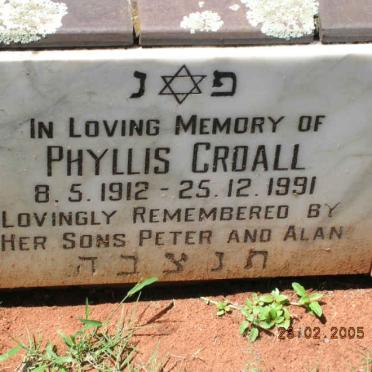 פ ✡ נ
IN LOVING MEMORY OF
PHYLLIS CROALL
8.5.1912 - 25.12.1991
LOVINGLY REMEMBERED BY
HER SONS PETER AND ALAN
ת נ צ ב ה
23.02.2005